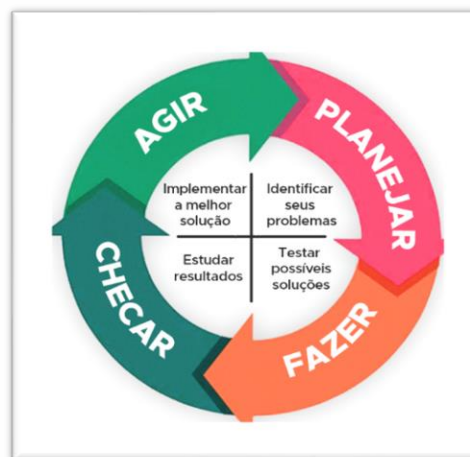 AGIR
PLANEJAR
Implementar
a melhor
solução
Identificar
seus
problemas
Estudar
resultados
Testar
possíveis
soluções
CHECAR
FAZER